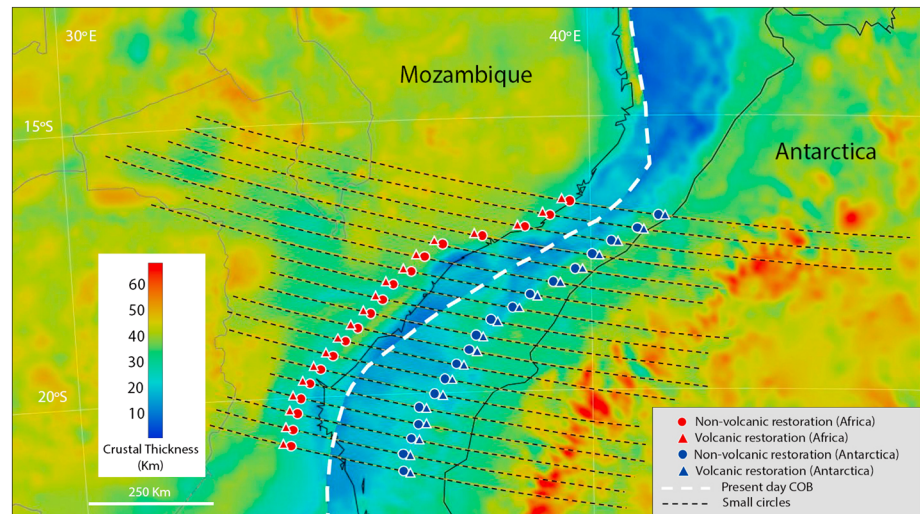 30°E
40°E
Mozambique
15°S
Antarctica
60
50
40
30
20
10
Crustal Thickness
(Km)
20°S
250 Km
Non-volcanic restoration (Africa)
Volcanic restoration (Africa)
Non-volcanic restoration (Antarctica)
Volcanic restoration (Antarctica)
Present day COB
Small circles